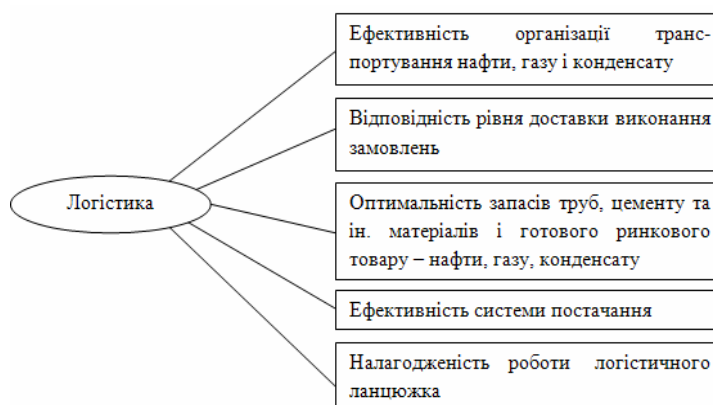 Ефективність організації транс-
портування нафти, газу і конденсату
Відповідність рівня доставки виконання
замовлень
Логістика
Оптимальність запасів труб, цементу та
ін. матеріалів і готового ринкового
товару – нафти, газу, конденсату
Ефективність системи постачання
Налагодженість роботи логістичного
ланцюжка